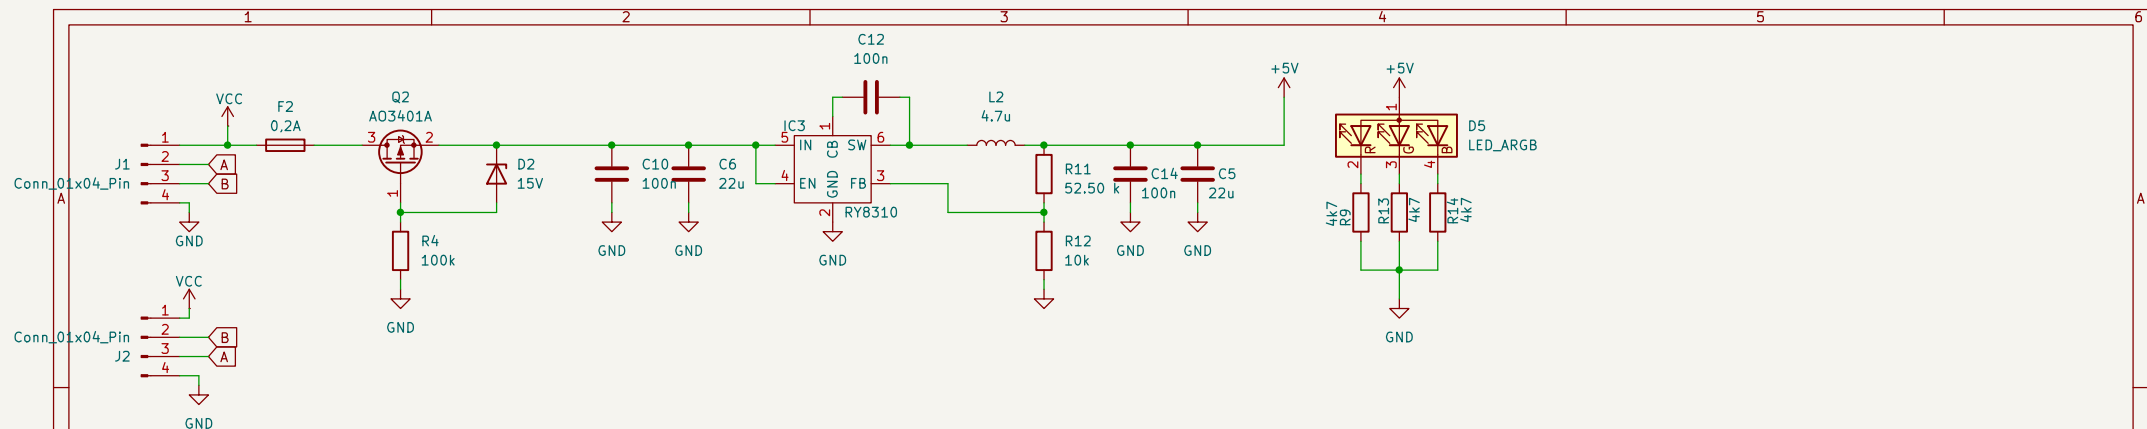 1
2
3
4
5
6
A
A
VCC
F2
0,2A
Q2
AO3401A
3
2
1
J1
Conn_01x04_Pin
1
2
3
4
A
B
GND
R4
100k
GND
D2
15V
C10
100n
GND
C6
22u
GND
C12
100n
IC3
5
IN
4
EN
1
CB
GND
2
SW
6
FB
3
RY8310
GND
L2
4.7u
R11
52.50 k
R12
10k
C14
100n
GND
C5
22u
GND
+5V
+5V
1
D5
LED_ARGB
R
G
B
2
3
4
4k7
R9
R13
4k7
R14
4k7
GND
VCC
Conn_01x04_Pin
J2
1
2
3
4
B
A
GND